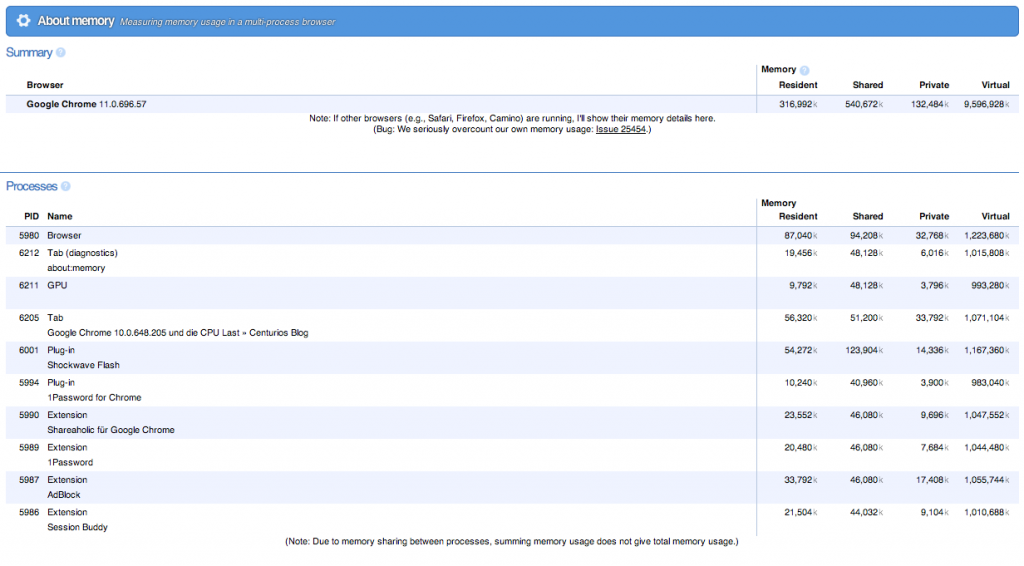 About memory Measuring memory usage in a multi-process browser
Summary ?
Memory ?
Browser Resident Shared Private Virtual
Google Chrome 11.0.696.57 316,992k 540,672k 132,484k 9,596,928k
Note: If other browsers (e.g., Safari, Firefox, Camino) are running, I'll show their memory details here.
(Bug: We seriously overcount our own memory usage: Issue 25454.)
Processes ?
Memory
PID Name Resident Shared Private Virtual
5980 Browser 87,040k 94,208k 32,768k 1,223,680k
6212 Tab (diagnostics) 19,456k 48,128k 6,016k 1,015,808k
about:memory
6211 GPU 9,792k 48,128k 3,796k 993,280k
6205 Tab 56,320k 51,200k 33,792k 1,071,104k
Google Chrome 10.0.648.205 und die CPU Last » Centurios Blog
6001 Plug-in 54,272k 123,904k 14,336k 1,167,360k
Shockwave Flash
5994 Plug-in 10,240k 40,960k 3,900k 983,040k
1Password for Chrome
5990 Extension 23,552k 46,080k 9,696k 1,047,552k
Shareaholic für Google Chrome
5989 Extension 20,480k 46,080k 7,684k 1,044,480k
1Password
5987 Extension 33,792k 46,080k 17,408k 1,055,744k
AdBlock
5986 Extension 21,504k 44,032k 9,104k 1,010,688k
Session Buddy
(Note: Due to memory sharing between processes, summing memory usage does not give total memory usage.)